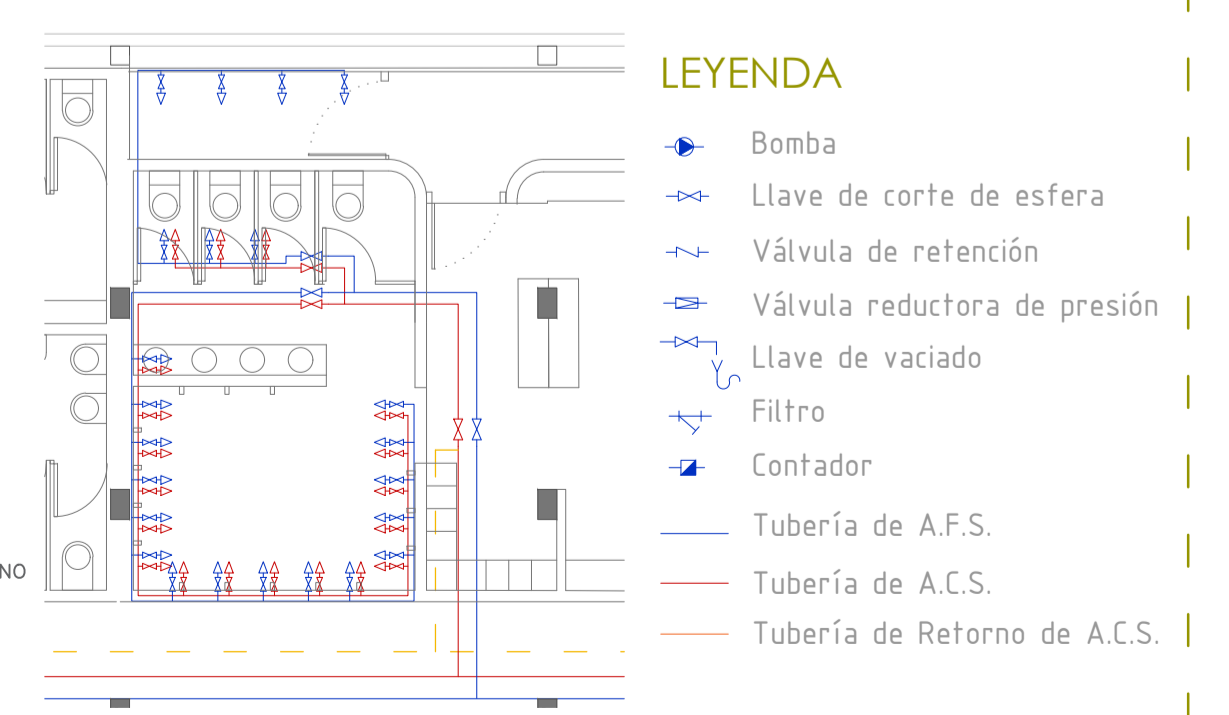 LEYENDA
Bomba
Llave de corte de esfera
Válvula de retención
Válvula reductora de presión
Llave de vaciado
Filtro
Contador
Tubería de A.F.S.
Tubería de A.C.S.
Tubería de Retorno de A.C.S.
NO